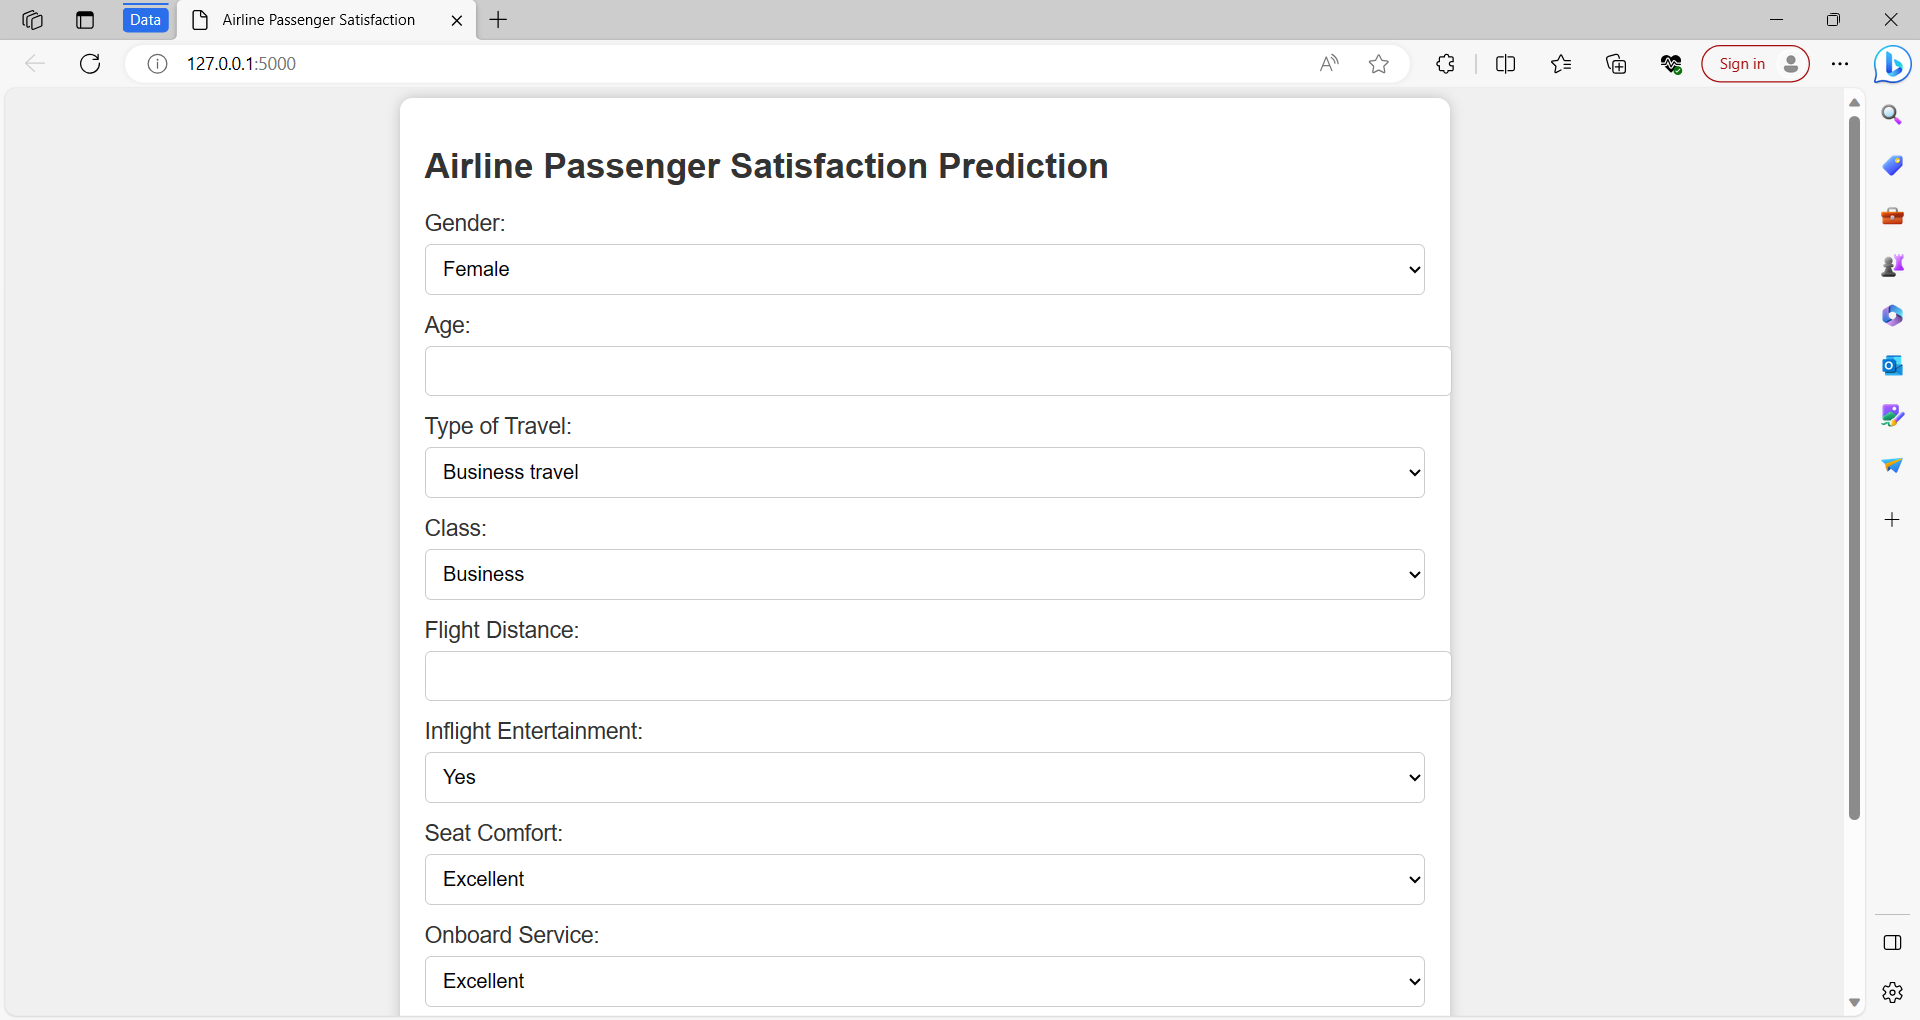 Data
Airline Passenger Satisfaction
127.0.0.1:5000
Sign in
Airline Passenger Satisfaction Prediction
Gender:
Female
Age:
Type of Travel:
Business travel
Class:
Business
Flight Distance:
Inflight Entertainment:
Yes
Seat Comfort:
Excellent
Onboard Service:
Excellent